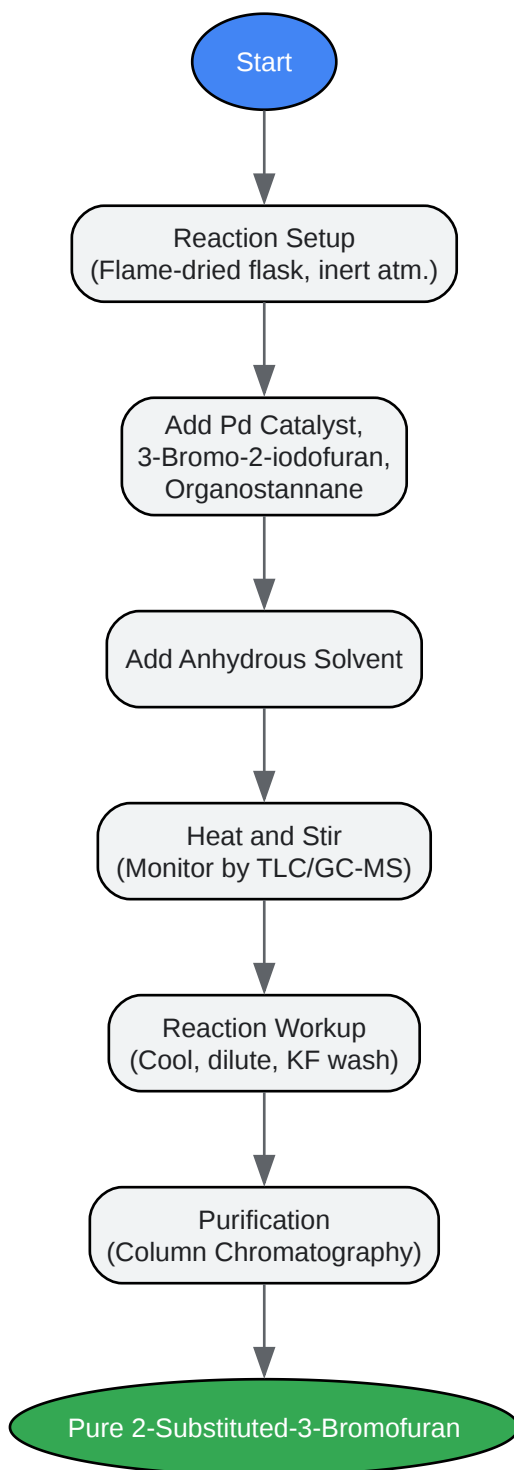 Start
Reaction Setup
(Flame-dried flask, inert atm.)
Add Pd Catalyst,
3-Bromo-2-iodofuran,
Organostannane
Add Anhydrous Solvent
Heat and Stir
(Monitor by TLC/GC-MS)
Reaction Workup
(Cool, dilute, KF wash)
Purification
(Column Chromatography)
Pure 2-Substituted-3-Bromofuran